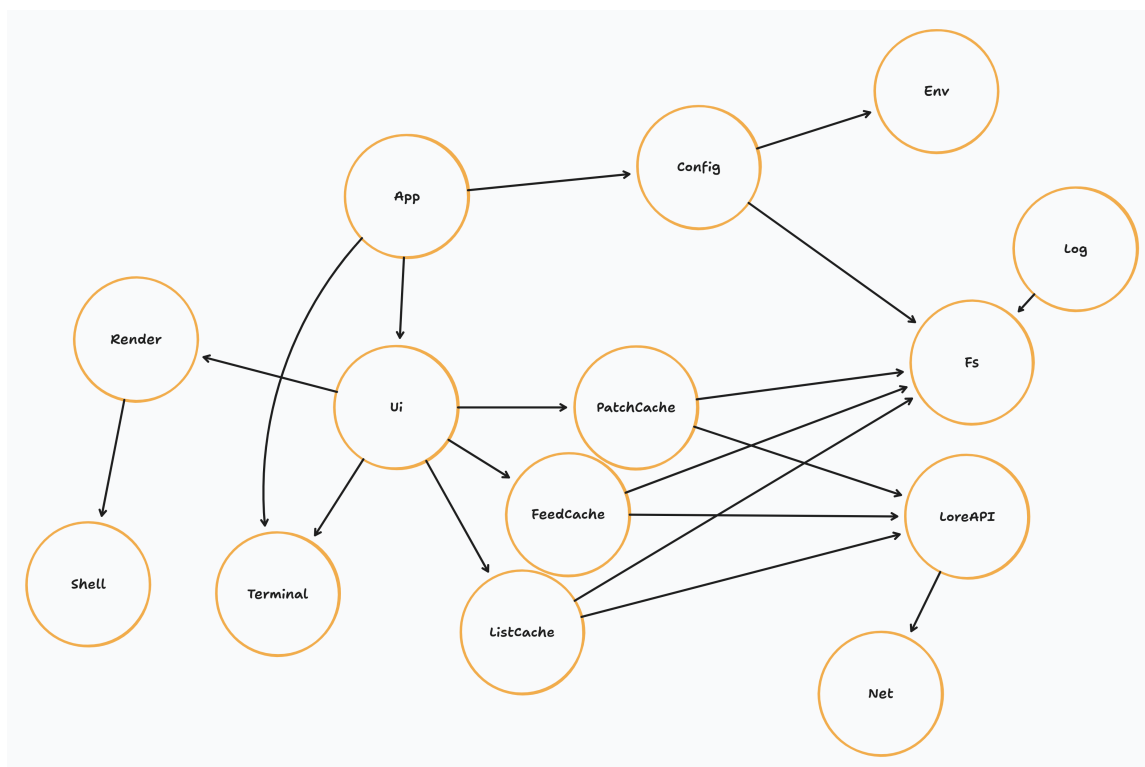 Env
Config
App
Log
Render
Fs
Ui
PatchCache
FeedCache
LoreAPI
Shell
Terminal
ListCache
Net